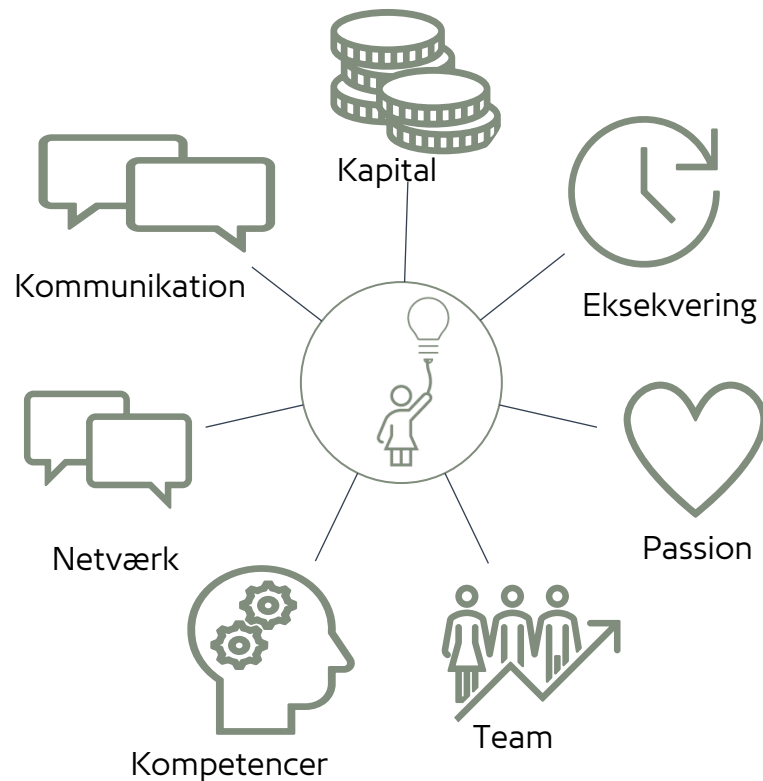 Kapital
Kommunikation
Eksekvering
Netværk
Passion
Team
Kompetencer